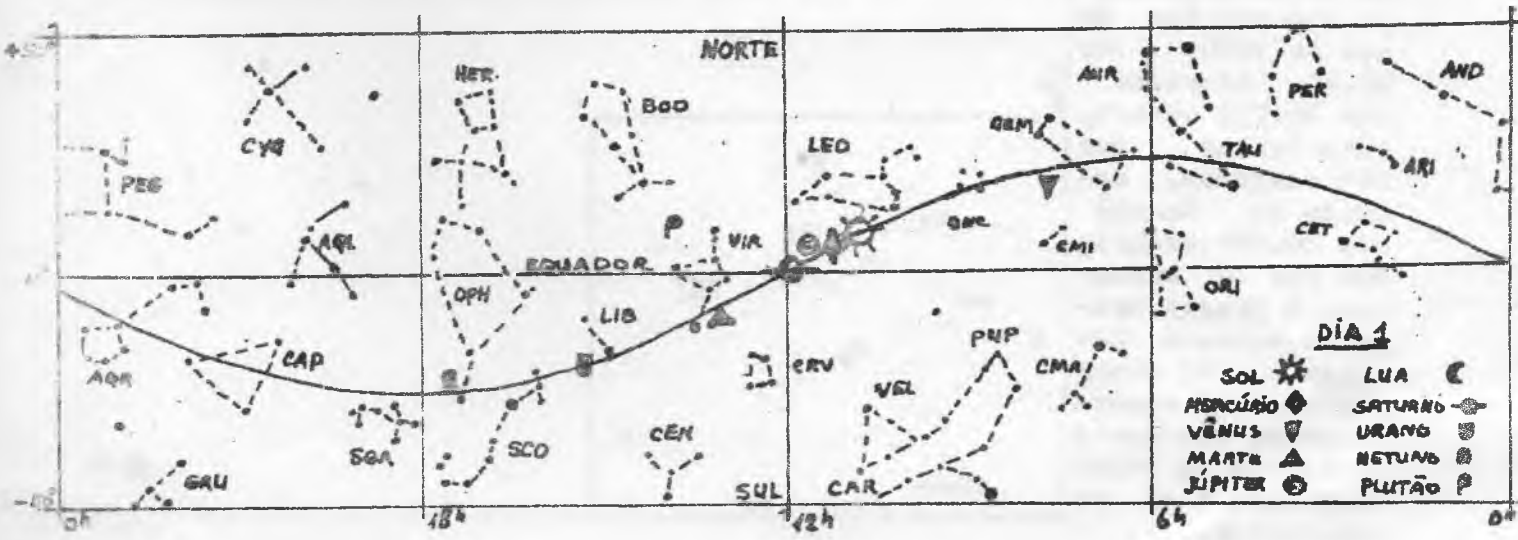 NORTE
HER
BOO
AUR
PER
AND
CYG
LEO
GEM
TAU
ARI
PEG
AQL
P
VIR
CNC
CMI
CET
EQUADOR
OPH
ORI
LIB
AQR
CAP
CRV
PUP
CMA
VEL
SGR
SCO
CEN
GRU
SUL
CAR
DIA 1
SOL LUA
MERCÚRIO SATURNO
VÊNUS URANO
MARTE NETUNO
JÚPITER PLUTÃO P
0h 18h 12h 6h 0h